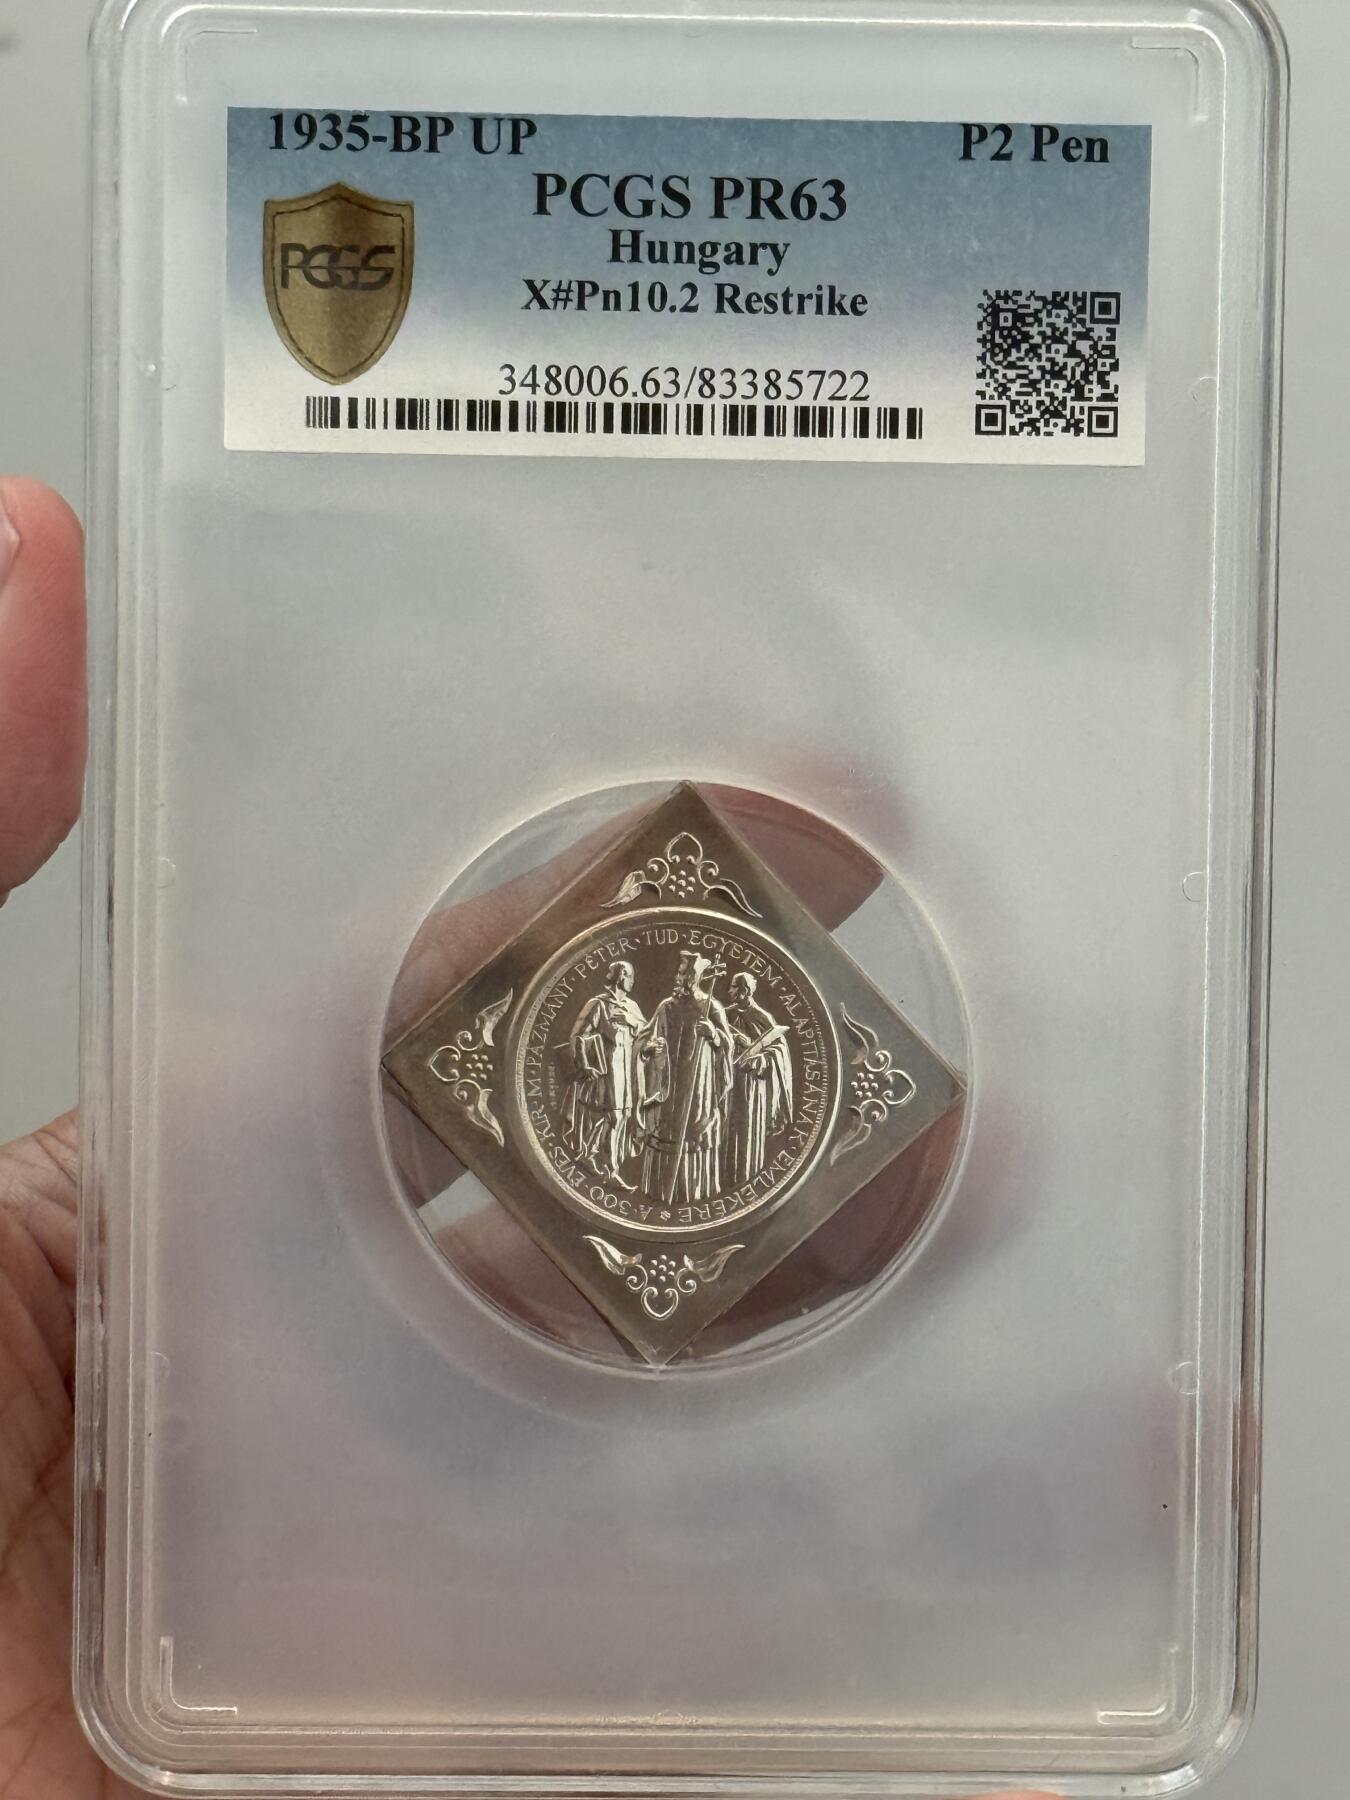 1935-BP UP
P2 Pen
PCGS PR63
Hungary
X#Pn10.2 Restrike
PCGS
348006.63/83385722
A·300·ÉVES·KIR·M·PÁZMÁNY·PÉTER·TUD·EGYETEM·ALAPITÁSÁNAK·EMLÉKÉRE